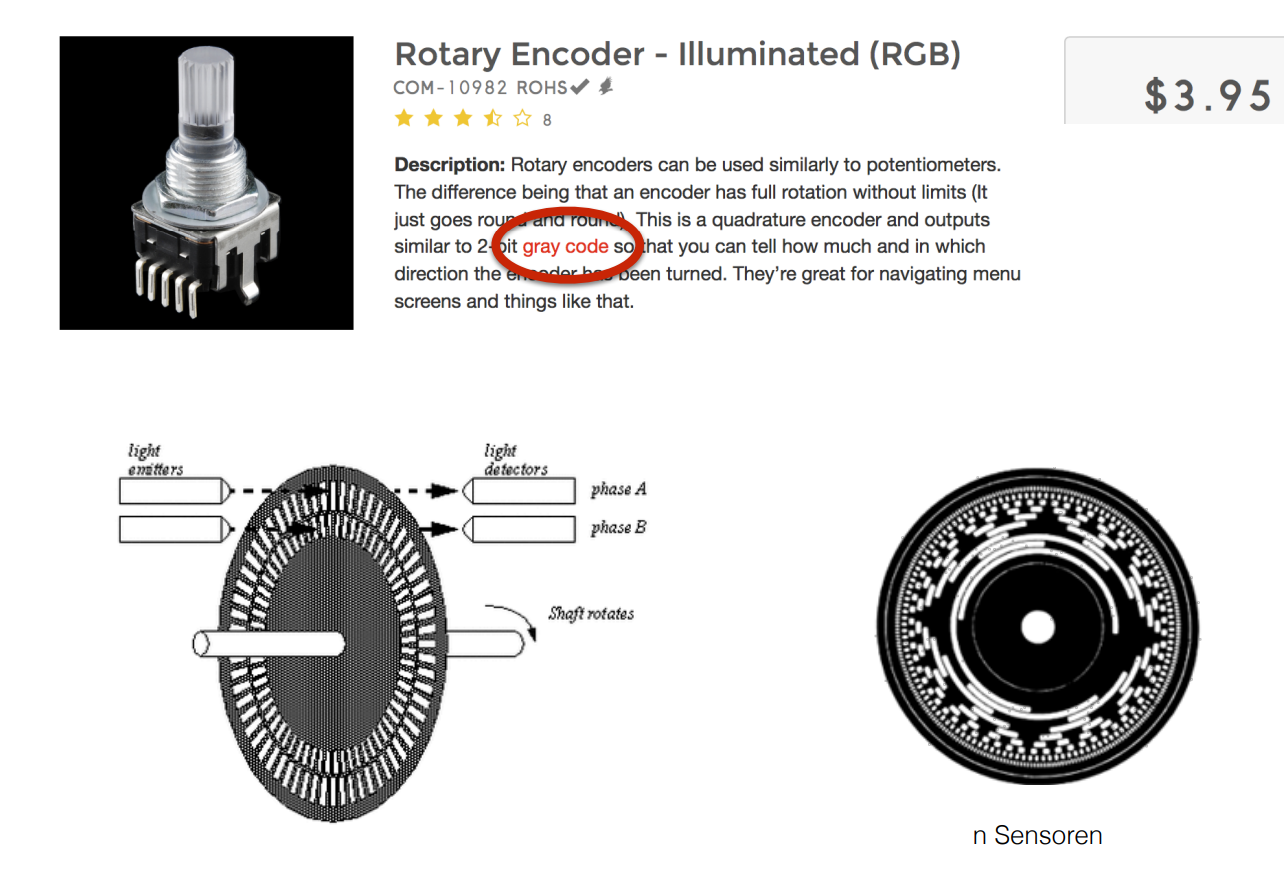 Rotary Encoder - Illuminated (RGB)
COM-10982 ROHS
8
$3.95
Description: Rotary encoders can be used similarly to potentiometers.
The difference being that an encoder has full rotation without limits (It
just goes round and round). This is a quadrature encoder and outputs
similar to 2-bit gray code so that you can tell how much and in which
direction the encoder has been turned. They're great for navigating menu
screens and things like that.
light
emitters
light
detectors
phase A
phase B
Shaft rotates
n Sensoren